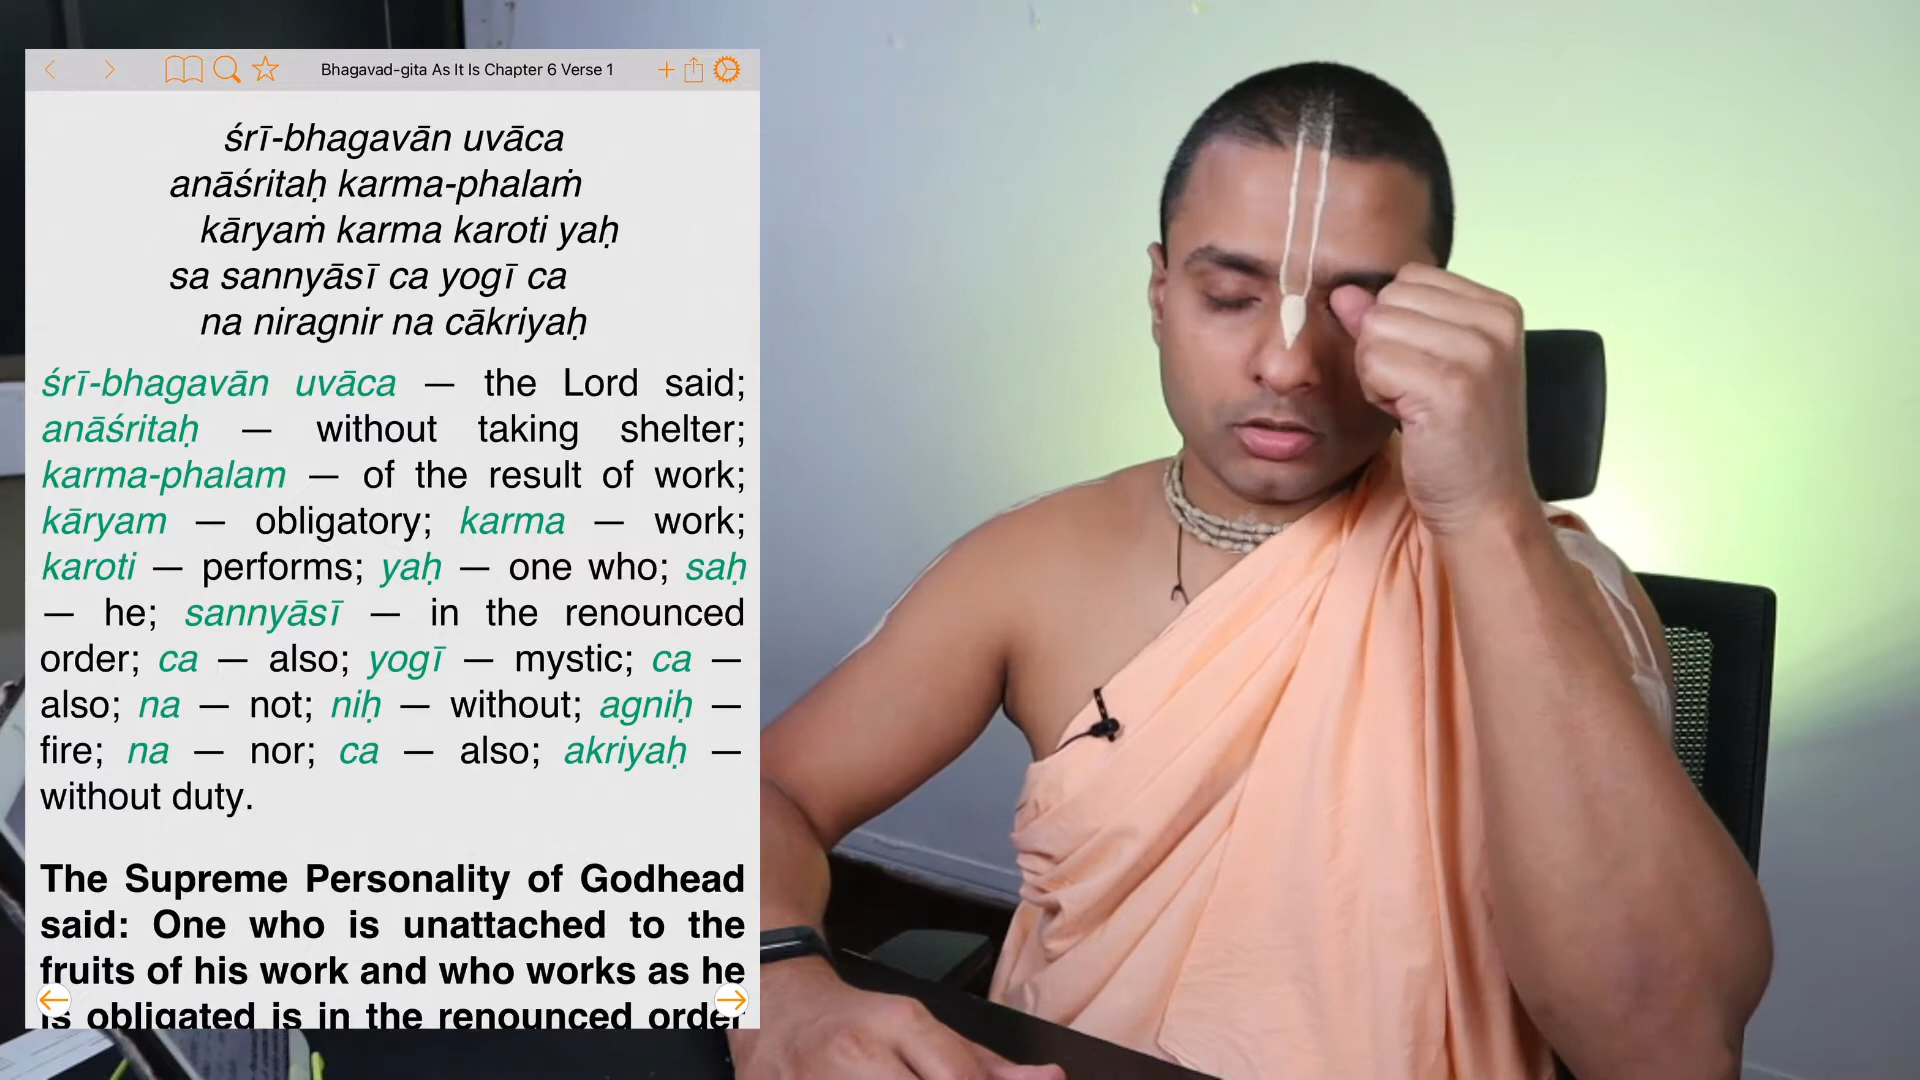 Bhagavad-gita As It Is Chapter 6 Verse 1
śrī-bhagavān uvāca
anāśritaḥ karma-phalaṁ
kāryaṁ karma karoti yaḥ
sa sannyāsī ca yogī ca
na niragnir na cākriyaḥ
śrī-bhagavān uvāca — the Lord said;
anāśritaḥ — without taking shelter;
karma-phalam — of the result of work;
kāryam — obligatory; karma — work;
karoti — performs; yaḥ — one who; saḥ
— he; sannyāsī — in the renounced
order; ca — also; yogī — mystic; ca —
also; na — not; niḥ — without; agniḥ —
fire; na — nor; ca — also; akriyaḥ —
without duty.
The Supreme Personality of Godhead
said: One who is unattached to the
fruits of his work and who works as he
is obligated is in the renounced order